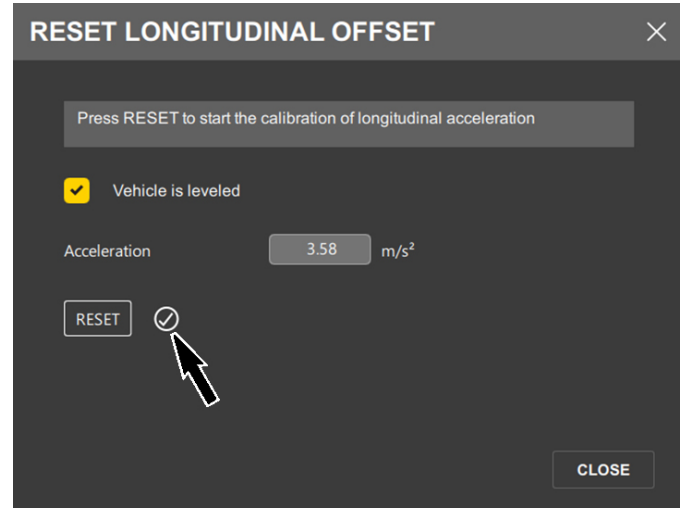 RESET LONGITUDINAL OFFSET
Press RESET to start the calibration of longitudinal acceleration
Vehicle is leveled
Acceleration 3.58 m/s²
RESET
CLOSE